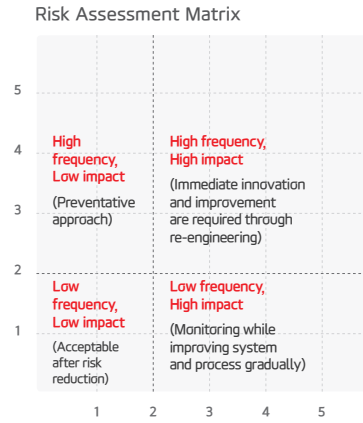 Risk Assessment Matrix
5
4
High
frequency,
Low impact
(Preventative
approach)
High frequency,
High impact
(Immediate innovation
and improvement
are required through
re-engineering)
3
2
Low
frequency,
Low impact
(Acceptable
after risk
reduction)
Low frequency,
High impact
(Monitoring while
improving system
and process gradually)
1
1 2 3 4 5